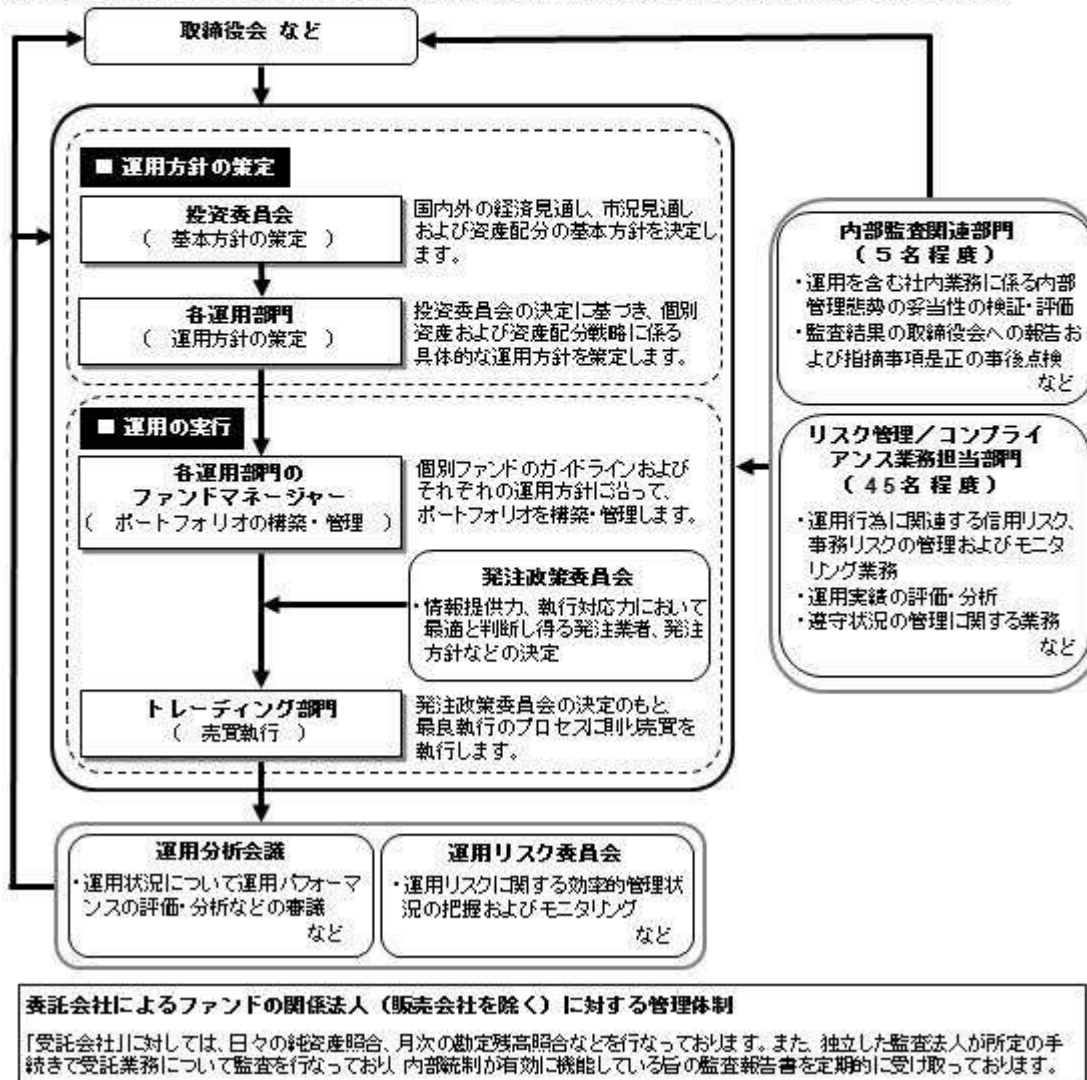 取締役会 など
■ 運用方針の策定
投資委員会
（ 基本方針の策定 ）
国内外の経済見通し、市況見通し
および資産配分の基本方針を決定し
ます。
各運用部門
（ 運用方針の策定 ）
投資委員会の決定に基づき、個別
資産および資産配分戦略に係る
具体的な運用方針を策定します。
■ 運用の実行
各運用部門の
ファンドマネージャー
（ ポートフォリオの構築・管理 ）
個別ファンドのガイドラインおよび
それぞれの運用方針に沿って、
ポートフォリオを構築・管理します。
発注政策委員会
・情報提供力、執行対応力において
最適と判断し得る発注業者、発注
方針などの決定
トレーディング部門
（ 売買執行 ）
発注政策委員会の決定のもと
最良執行のプロセスに則り売買を
執行します。
内部監査関連部門
（５名程度）
・運用を含む社内業務に係る内部
管理態勢の妥当性の検証・評価
・監査結果の取締役会への報告お
よび指摘事項是正の事後点検
など
リスク管理／コンプライ
アンス業務担当部門
（４５名程度）
・運用行為に関連する信用リスク、
事務リスクの管理およびモニタ
リング業務
・運用実績の評価・分析
・遵守状況の管理に関する業務
など
運用分析会議
・運用状況について運用パフォーマ
ンスの評価・分析などの審議
など
運用リスク委員会
・運用リスクに関する効率的管理状
況の把握およびモニタリング
など
委託会社によるファンドの関係法人（販売会社を除く）に対する管理体制
「受託会社」に対しては、日々の純資産照合、月次の勘定残高照合などを行なっております。また、独立した監査法人が所定の手
続きで受託業務について監査を行なっており、内部統制が有効に機能している旨の監査報告書を定期的に受け取っております。